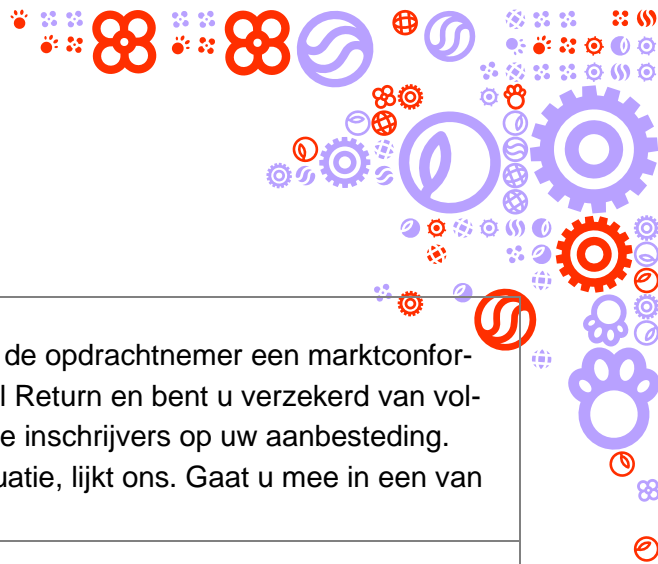 de opdrachtnemer een marktconfor-
l Return en bent u verzekerd van vol-
e inschrijvers op uw aanbesteding.
uatie, lijkt ons. Gaat u mee in een van